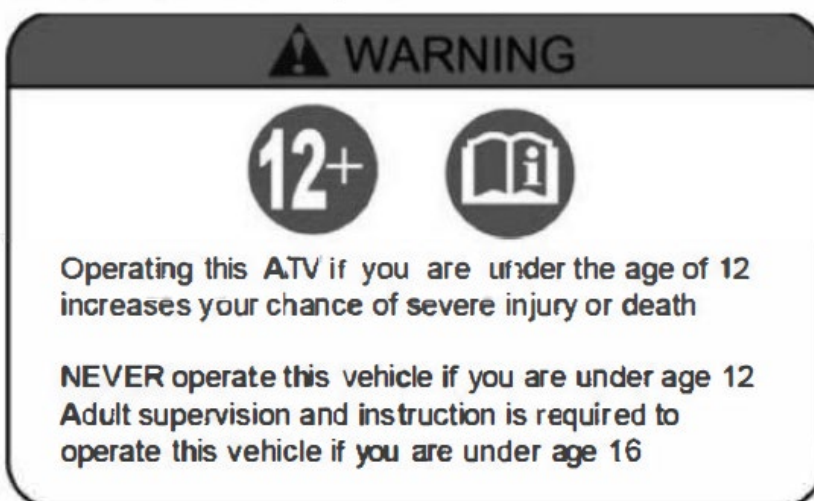 WARNING
12+
Operating this ATV if you are under the age of 12
increases your chance of severe injury or death
NEVER operate this vehicle if you are under age 12
Adult supervision and instruction is required to
operate this vehicle if you are under age 16